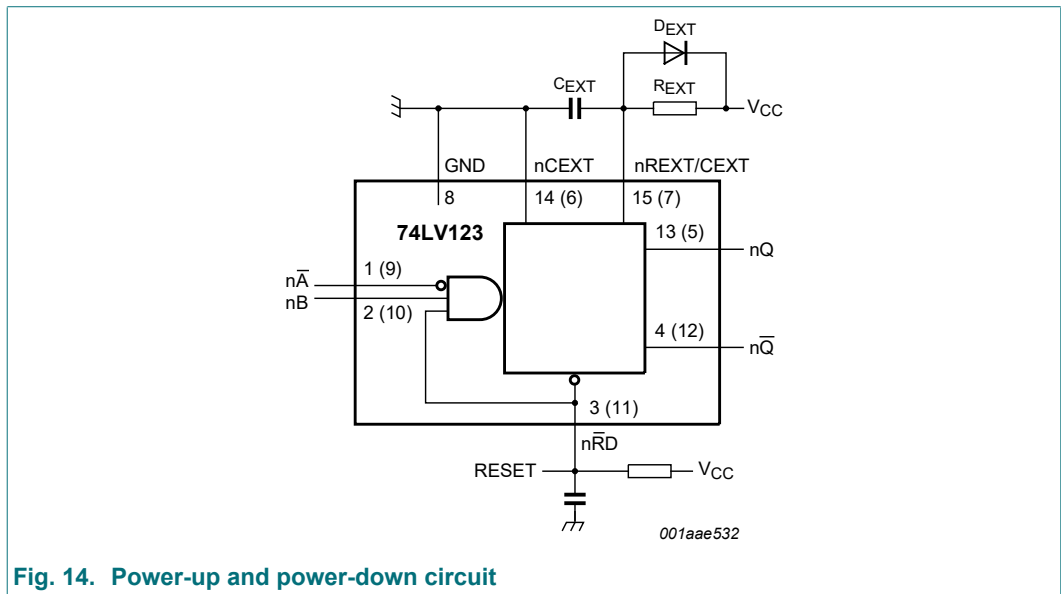 DEXT
CEXT
REXT
VCC
GND
nCEXT
nREXT/CEXT
8
14 (6)
15 (7)
74LV123
13 (5)
nQ
1 (9)
nA̅
nB
2 (10)
4 (12)
nQ̅
3 (11)
nR̅D
RESET
VCC
001aae532
Fig. 14. Power-up and power-down circuit